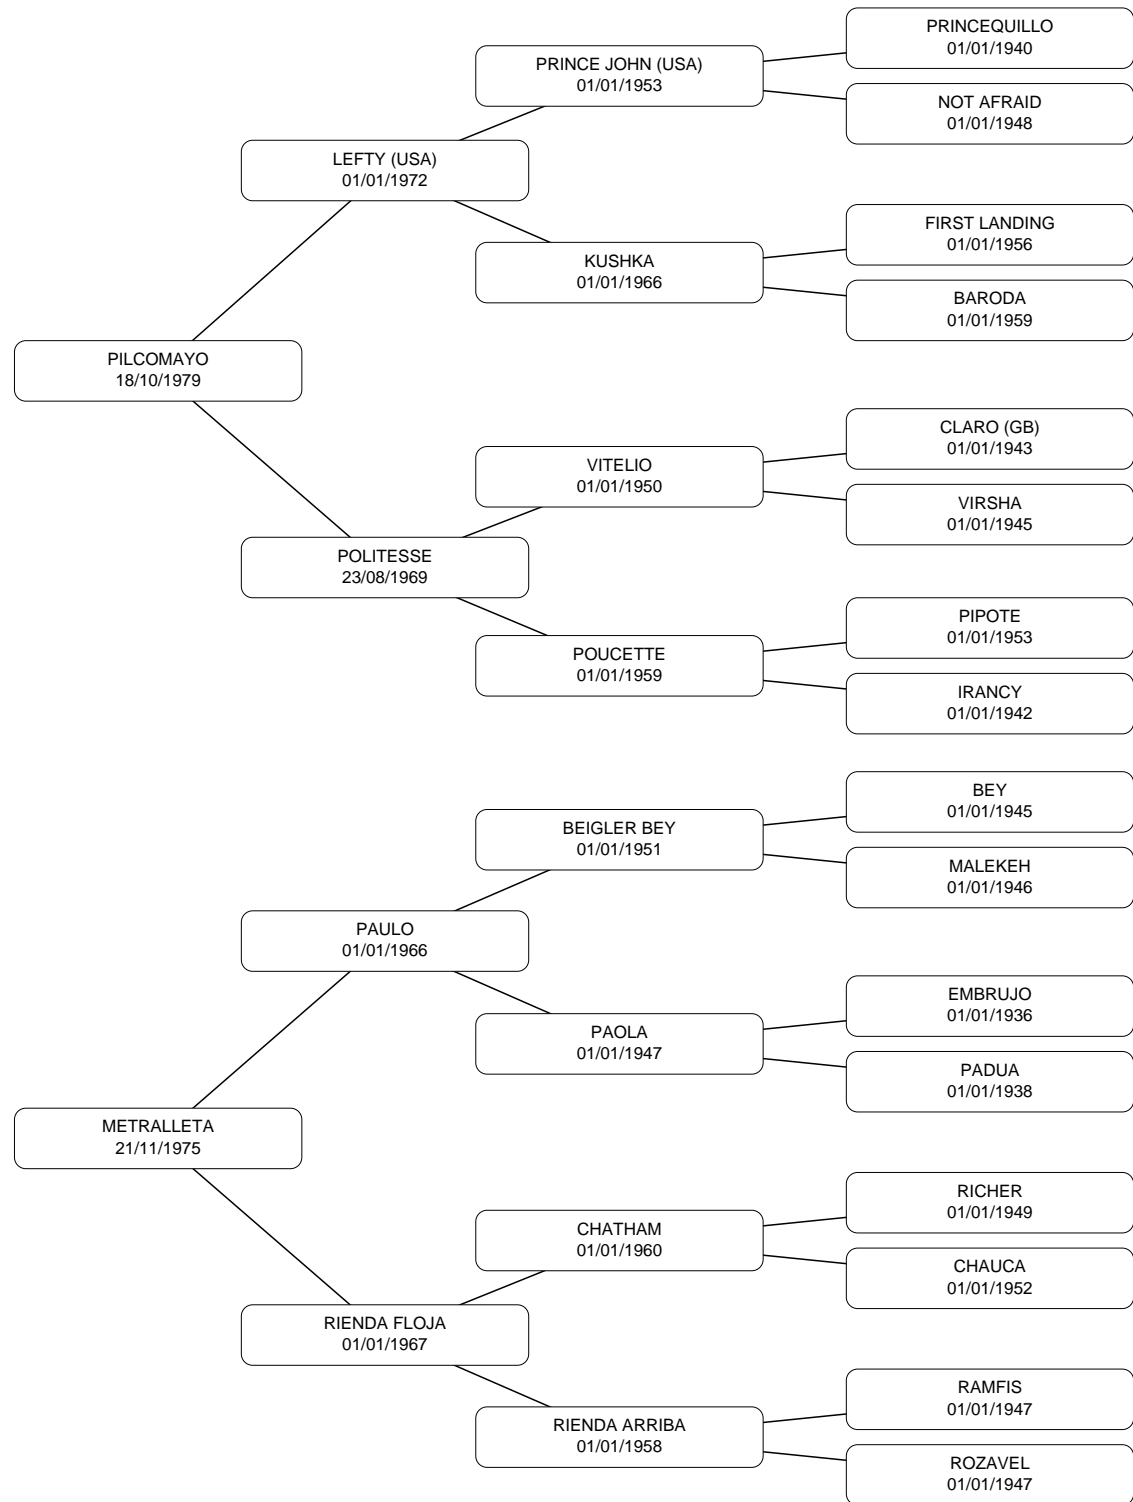 PRINCEQUILLO
01/01/1940
PRINCE JOHN (USA)
01/01/1953
NOT AFRAID
01/01/1948
LEFTY (USA)
01/01/1972
FIRST LANDING
01/01/1956
KUSHKA
01/01/1966
BARODA
01/01/1959
PILCOMAYO
18/10/1979
CLARO (GB)
01/01/1943
VITELIO
01/01/1950
VIRSHA
01/01/1945
POLITESSE
23/08/1969
PIPOTE
01/01/1953
POUCETTE
01/01/1959
IRANCY
01/01/1942
BEY
01/01/1945
BEIGLER BEY
01/01/1951
MALEKEH
01/01/1946
PAULO
01/01/1966
EMBRUJO
01/01/1936
PAOLA
01/01/1947
PADUA
01/01/1938
METRALLETA
21/11/1975
RICHER
01/01/1949
CHATHAM
01/01/1960
CHAUCA
01/01/1952
RIENDA FLOJA
01/01/1967
RAMFIS
01/01/1947
RIENDA ARRIBA
01/01/1958
ROZAVEL
01/01/1947